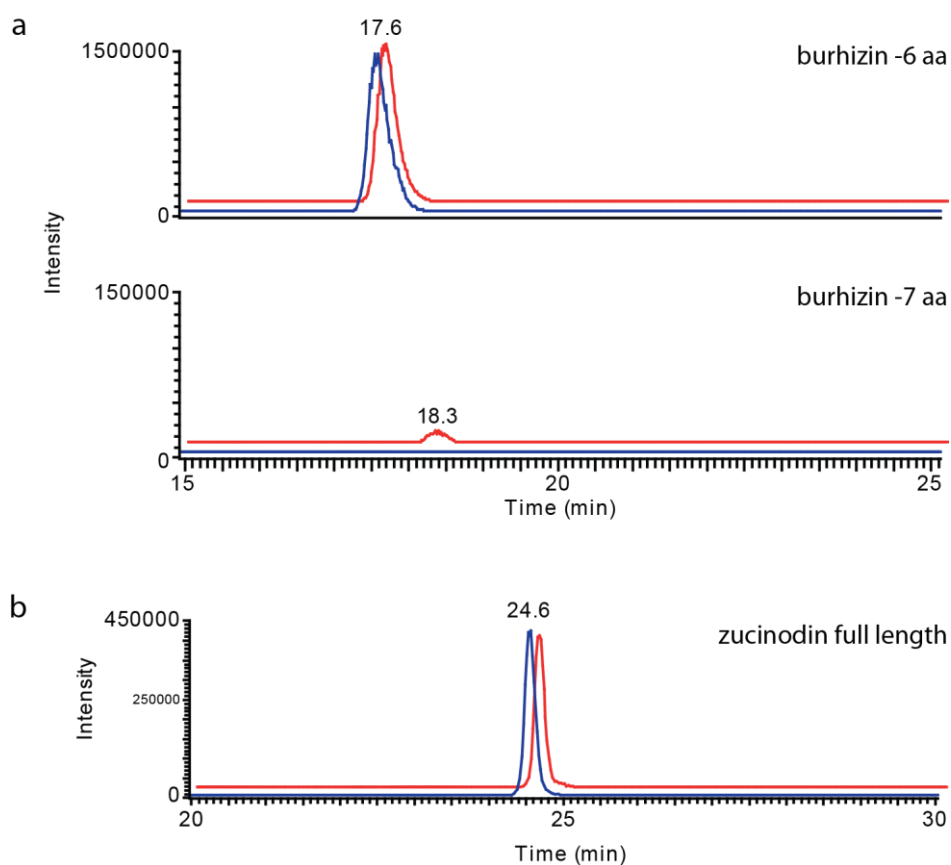 a
17.6
1500000
burhizin -6 aa
0
Intensity
150000
burhizin -7 aa
18.3
0
15 20 25
Time (min)
b
24.6
450000
zucinodin full length
Intensity
250000
0
20 25 30
Time (min)